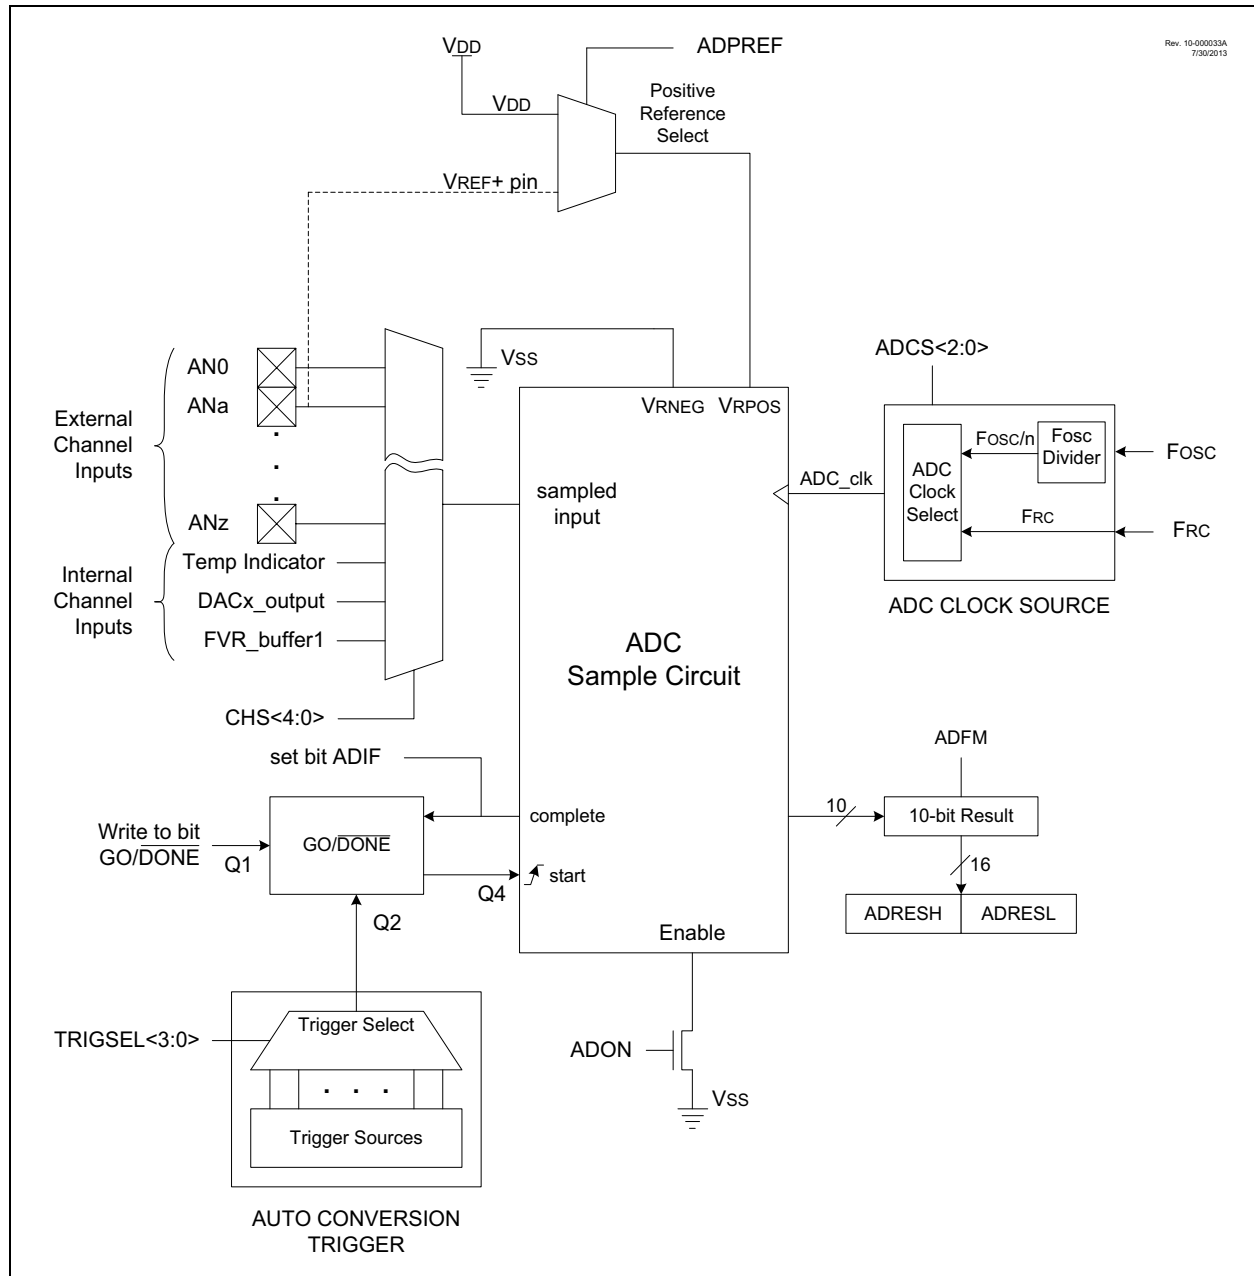 Rev. 10-000033A
7/30/2013
VDD
ADPREF
VDD
Positive
Reference
Select
VREF+ pin
AN0
ANa
ANz
External
Channel
Inputs
Internal
Channel
Inputs
Temp Indicator
DACx_output
FVR_buffer1
CHS<4:0>
VSS
VRNEG VRPOS
sampled
input
ADC_clk
ADC
Sample Circuit
ADCS<2:0>
FOSC/n
Fosc
Divider
FOSC
ADC
Clock
Select
FRC
FRC
ADC CLOCK SOURCE
set bit ADIF
complete
Write to bit
GO/DONE
Q1
GO/DONE
Q4
start
Q2
Enable
ADFM
10
10-bit Result
16
ADRESH ADRESL
TRIGSEL<3:0>
Trigger Select
. . .
Trigger Sources
AUTO CONVERSION
TRIGGER
ADON
VSS